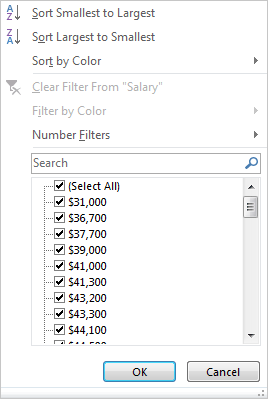 Sort Smallest to Largest
Sort Largest to Smallest
Sort by Color
Clear Filter From "Salary"
Filter by Color
Number Filters
Search
(Select All)
$31,000
$36,700
$37,700
$39,000
$41,000
$41,300
$43,200
$43,300
$44,100
OK Cancel